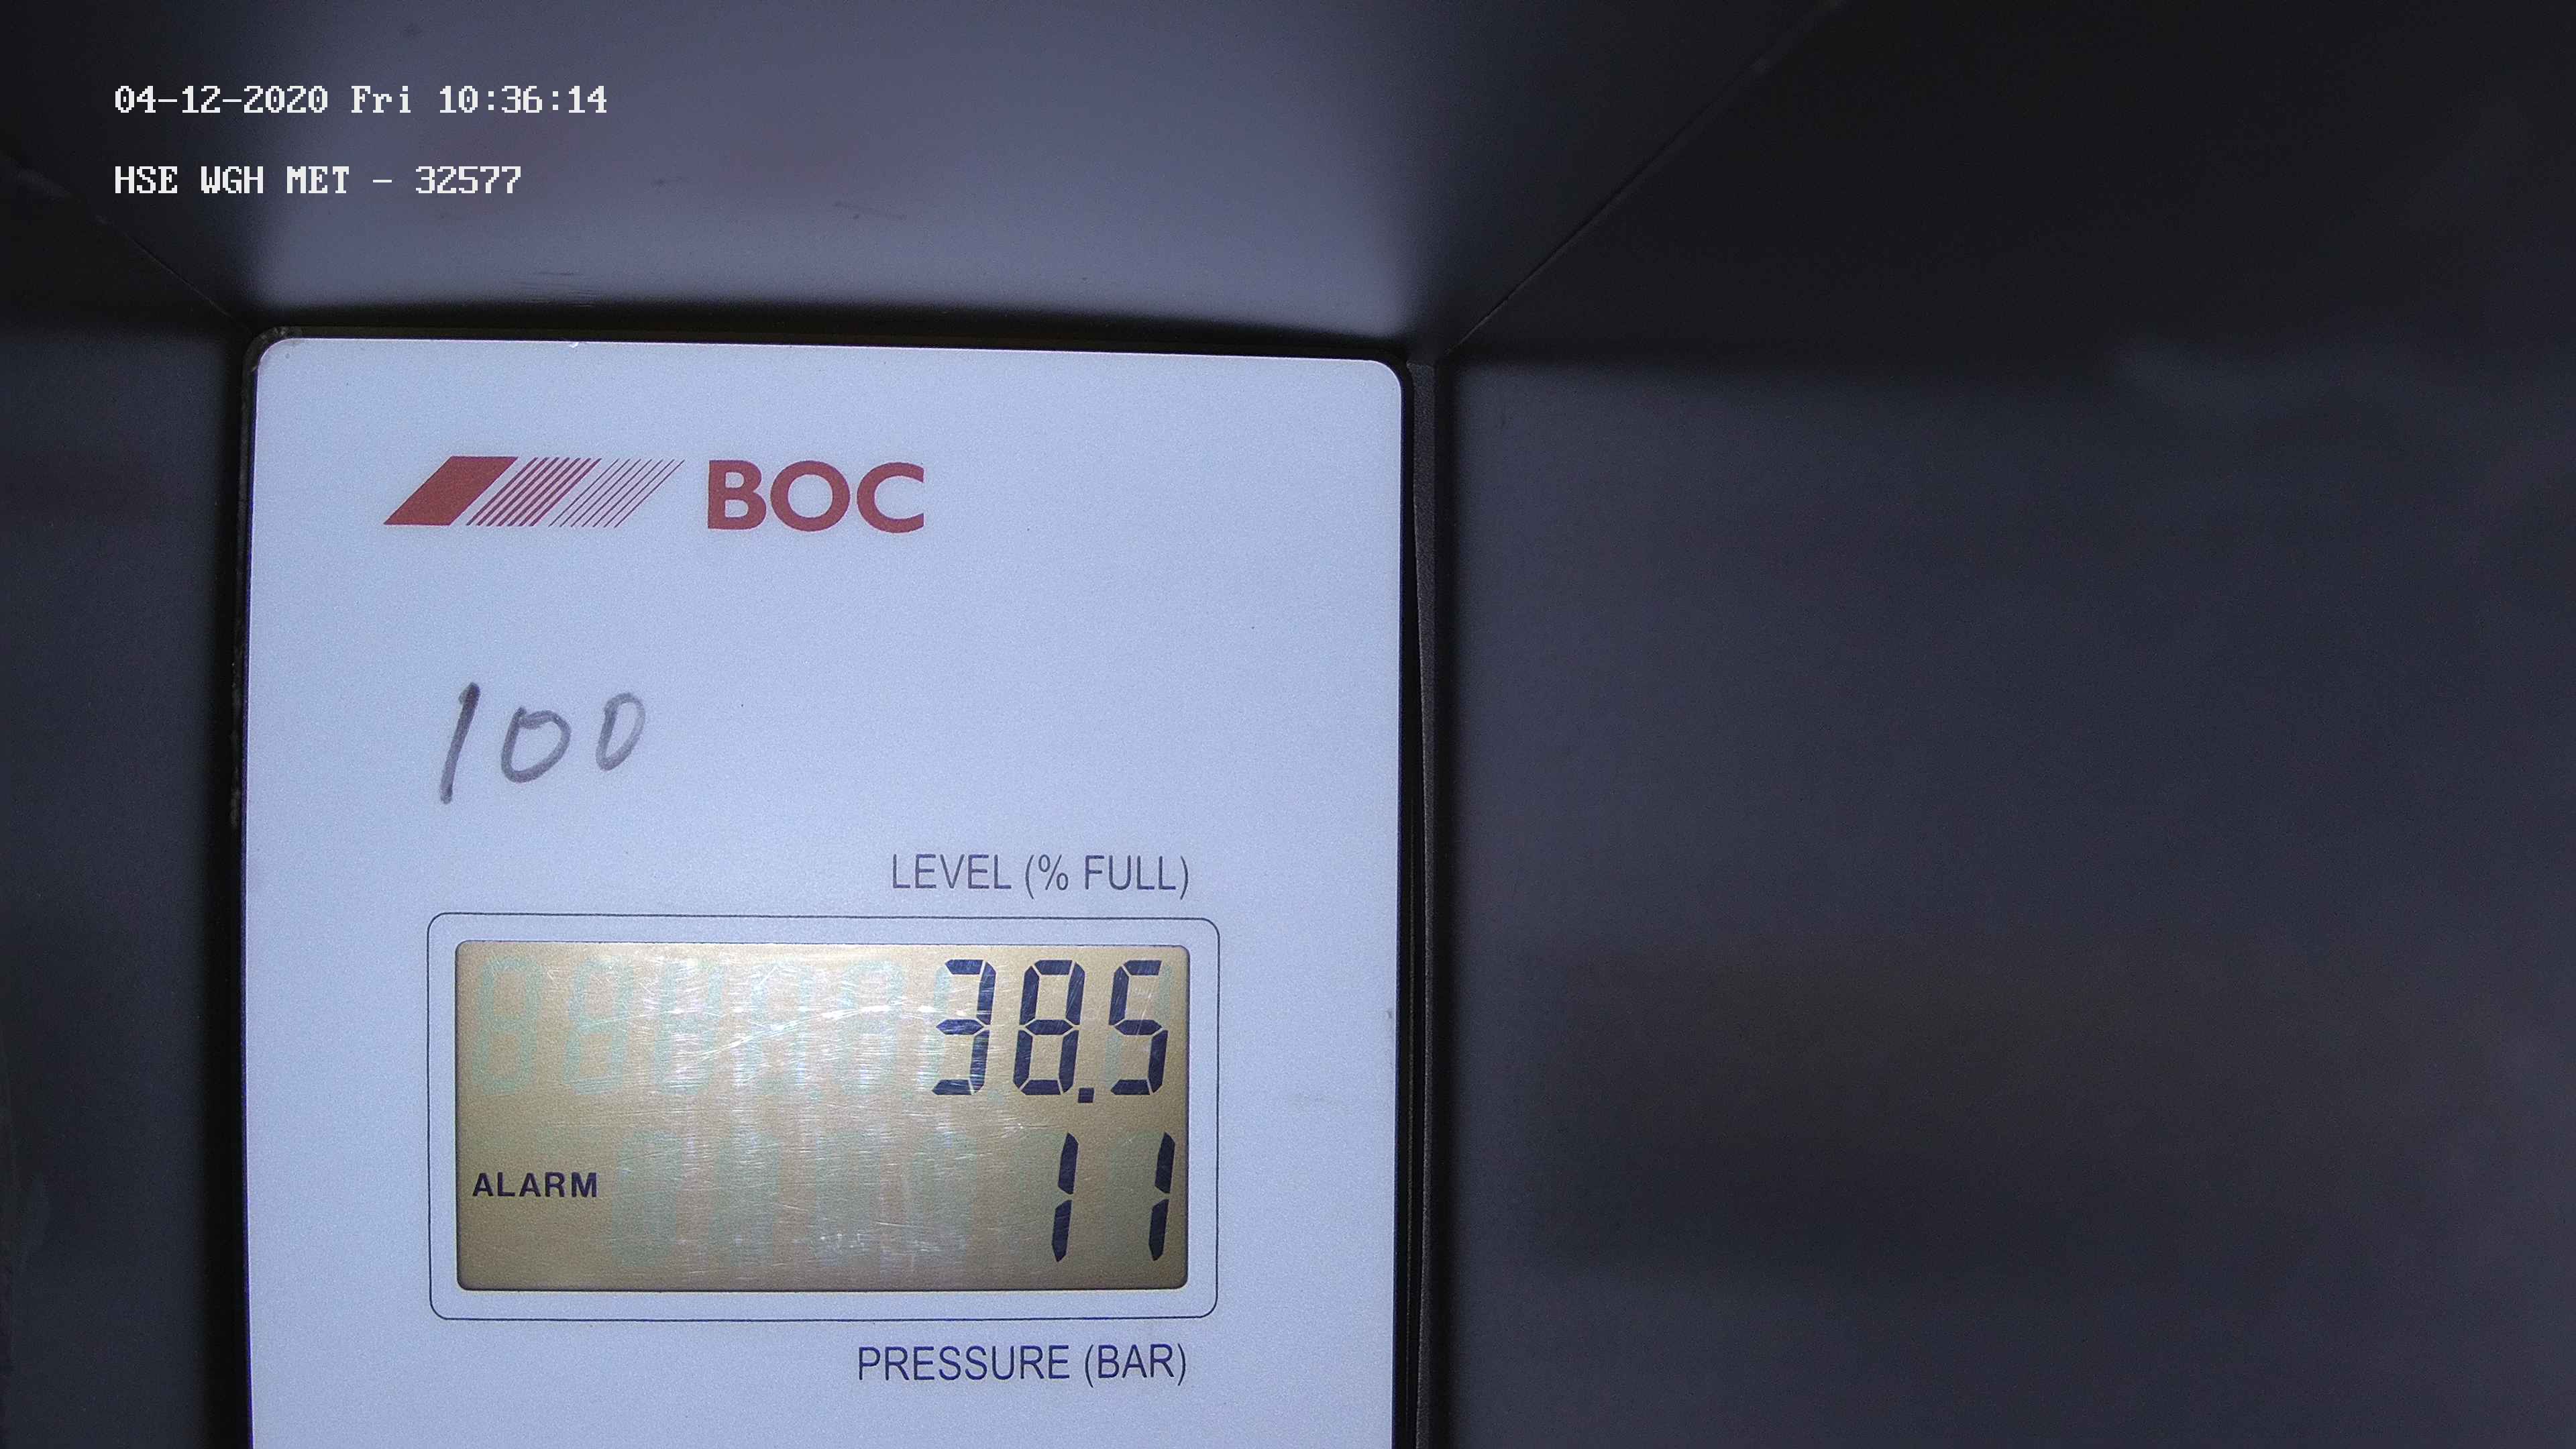 04-12-2020 Fri 10:36:14
HSE WGH MET - 32577
BOC
100
LEVEL (% FULL)
38.5
ALARM 11
PRESSURE (BAR)